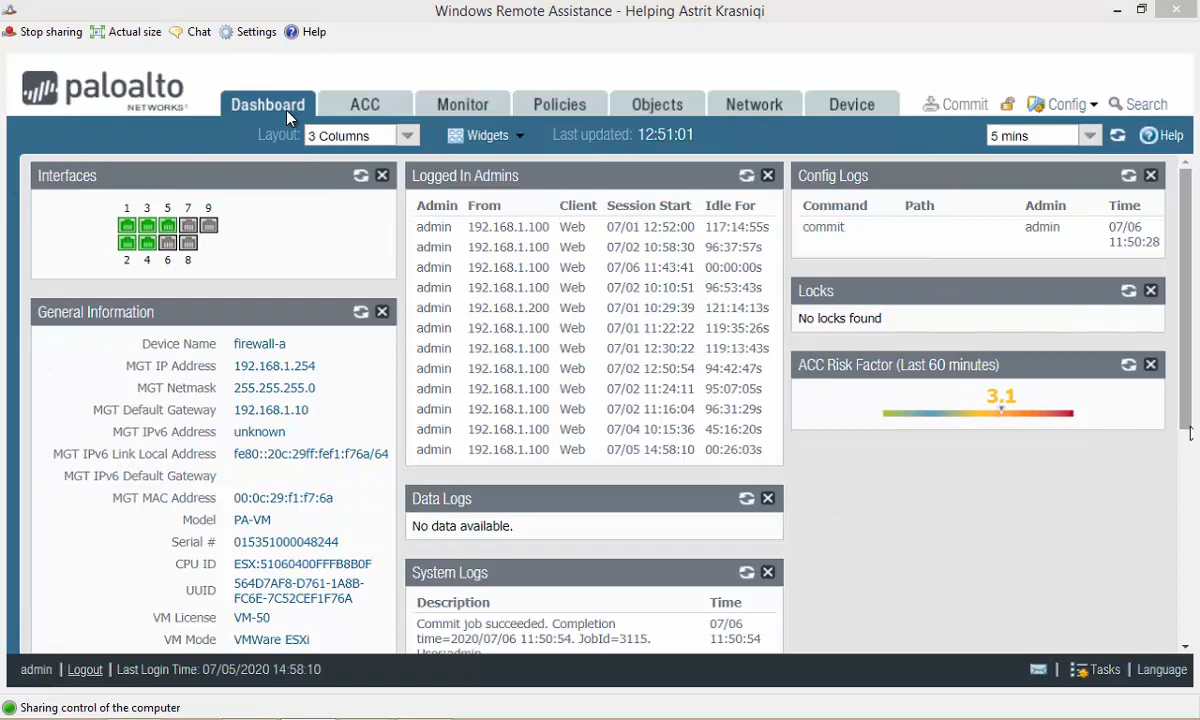 Windows Remote Assistance - Helping Astrit Krasniqi
Stop sharing Actual size Chat Settings Help
paloalto
NETWORKS
Dashboard ACC Monitor Policies Objects Network Device Commit Config Search
Layout: 3 Columns Widgets Last updated: 12:51:01 5 mins Help
Interfaces
1 3 5 7 9
2 4 6 8
General Information
Device Name firewall-a
MGT IP Address 192.168.1.254
MGT Netmask 255.255.255.0
MGT Default Gateway 192.168.1.10
MGT IPv6 Address unknown
MGT IPv6 Link Local Address fe80::20c:29ff:fef1:f76a/64
MGT IPv6 Default Gateway
MGT MAC Address 00:0c:29:f1:f7:6a
Model PA-VM
Serial # 015351000048244
CPU ID ESX:51060400FFFB8B0F
UUID 564D7AF8-D761-1A8B-
FC6E-7C52CEF1F76A
VM License VM-50
VM Mode VMWare ESXi
Logged In Admins
Admin From Client Session Start Idle For
admin 192.168.1.100 Web 07/01 12:52:00 117:14:55s
admin 192.168.1.100 Web 07/02 10:58:30 96:37:57s
admin 192.168.1.100 Web 07/06 11:43:41 00:00:00s
admin 192.168.1.100 Web 07/02 10:10:51 96:53:43s
admin 192.168.1.200 Web 07/01 10:29:39 121:14:13s
admin 192.168.1.100 Web 07/01 11:22:22 119:35:26s
admin 192.168.1.100 Web 07/01 12:30:22 119:13:43s
admin 192.168.1.100 Web 07/02 12:50:54 94:42:47s
admin 192.168.1.100 Web 07/02 11:24:11 95:07:05s
admin 192.168.1.100 Web 07/02 11:16:04 96:31:29s
admin 192.168.1.100 Web 07/04 10:15:36 45:16:20s
admin 192.168.1.100 Web 07/05 14:58:10 00:26:03s
Data Logs
No data available.
System Logs
Description Time
Commit job succeeded. Completion 07/06
time=2020/07/06 11:50:54. JobId=3115. 11:50:54
User:admin
Config Logs
Command Path Admin Time
commit admin 07/06
11:50:28
Locks
No locks found
ACC Risk Factor (Last 60 minutes)
3.1
admin | Logout | Last Login Time: 07/05/2020 14:58:10 | Tasks | Language
Sharing control of the computer